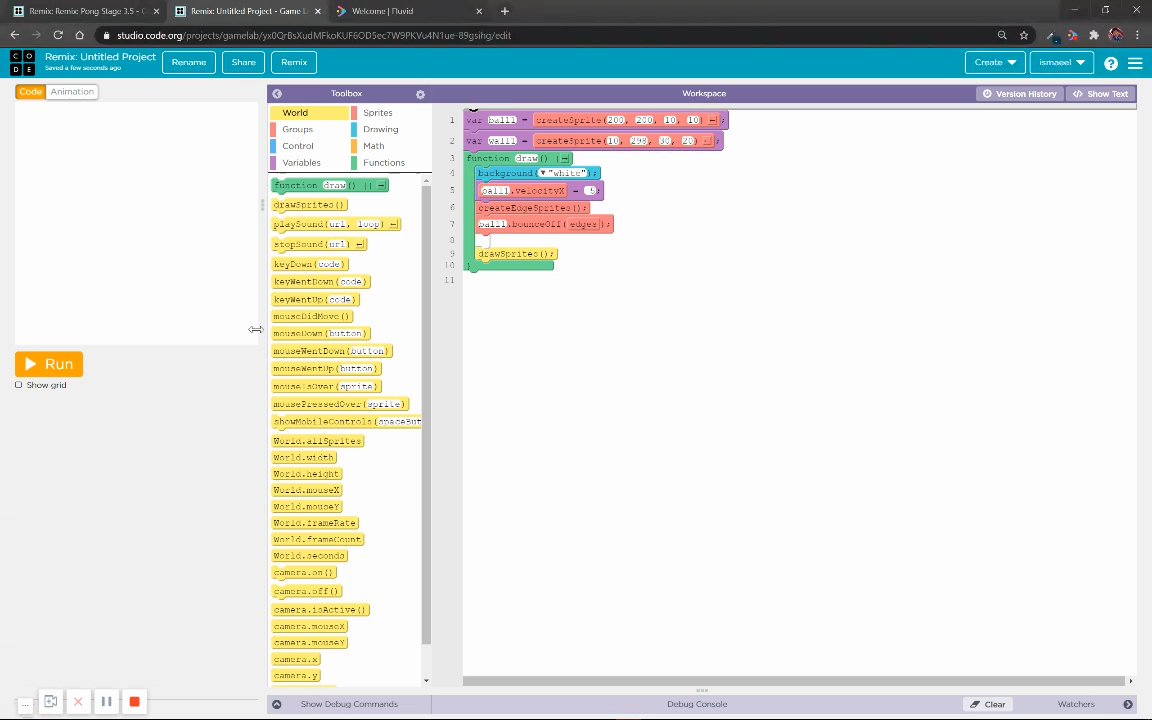 Remix: Remix: Pong Stage 3.5 - C
Remix: Untitled Project - Game L
Welcome | Fluvid
studio.code.org/projects/gamelab/yx0QrBsXudMFkoKUF6OD5ec7W9PKVu4N1ue-89gsihg/edit
CO
DE
Remix: Untitled Project
Saved a few seconds ago
Rename
Share
Remix
Create
ismaeel
?
Code
Animation
Toolbox
Workspace
Version History
</> Show Text
World
Sprites
Groups
Drawing
Control
Math
Variables
Functions
function draw() {}
drawSprites()
playSound(url, loop)
stopSound(url)
keyDown(code)
keyWentDown(code)
keyWentUp(code)
mouseDidMove()
mouseDown(button)
mouseWentDown(button)
mouseWentUp(button)
mouseIsOver(sprite)
mousePressedOver(sprite)
showMobileControls(spaceBut
World.allSprites
World.width
World.height
World.mouseX
World.mouseY
World.frameRate
World.frameCount
World.seconds
camera.on()
camera.off()
camera.isActive()
camera.mouseX
camera.mouseY
camera.x
camera.y
1 var ball1 = createSprite(200, 200, 10, 10);
2 var wall1 = createSprite(10, 298, 30, 20);
3 function draw() {
4 background("white");
5 ball1.velocityX = 5;
6 createEdgeSprites();
7 ball1.bounceOff(edges);
8
9 drawSprites();
10 }
11
Run
Show grid
Show Debug Commands
Debug Console
Clear
Watchers